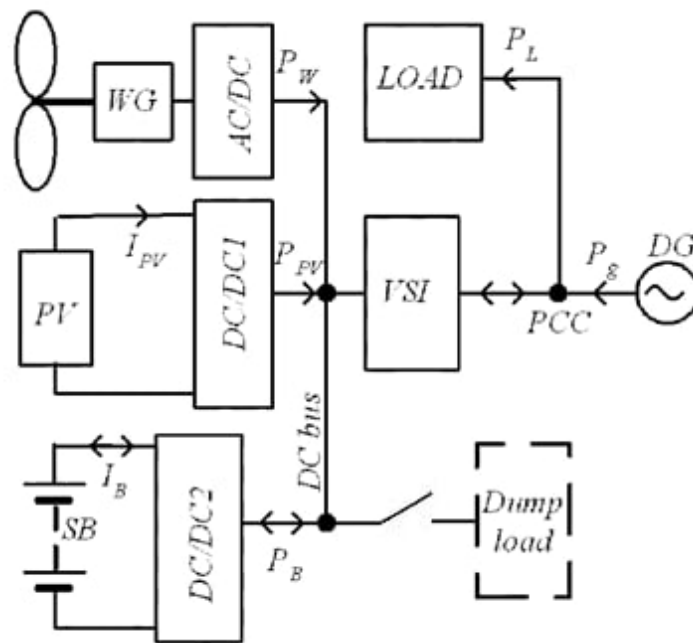 WG
AC/DC
P_W
LOAD
P_L
PV
I_PV
DC/DC1
P_PV
VSI
PCC
P_g
DG
DC bus
SB
I_B
DC/DC2
P_B
Dump
load